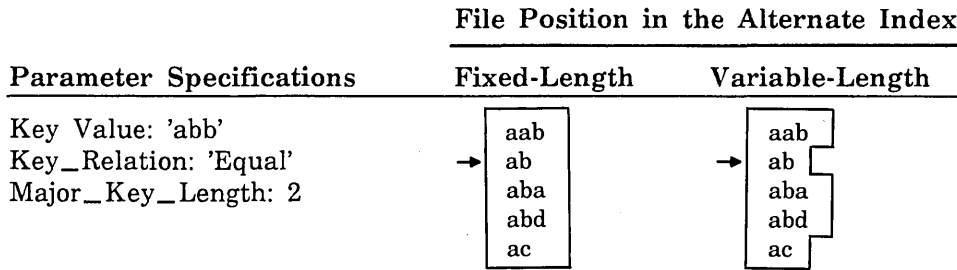 File Position in the Alternate Index
Parameter Specifications Fixed-Length Variable-Length
Key Value: 'abb' aab aab
Key_Relation: 'Equal' → ab → ab
Major_Key_Length: 2 aba aba
abd abd
ac ac